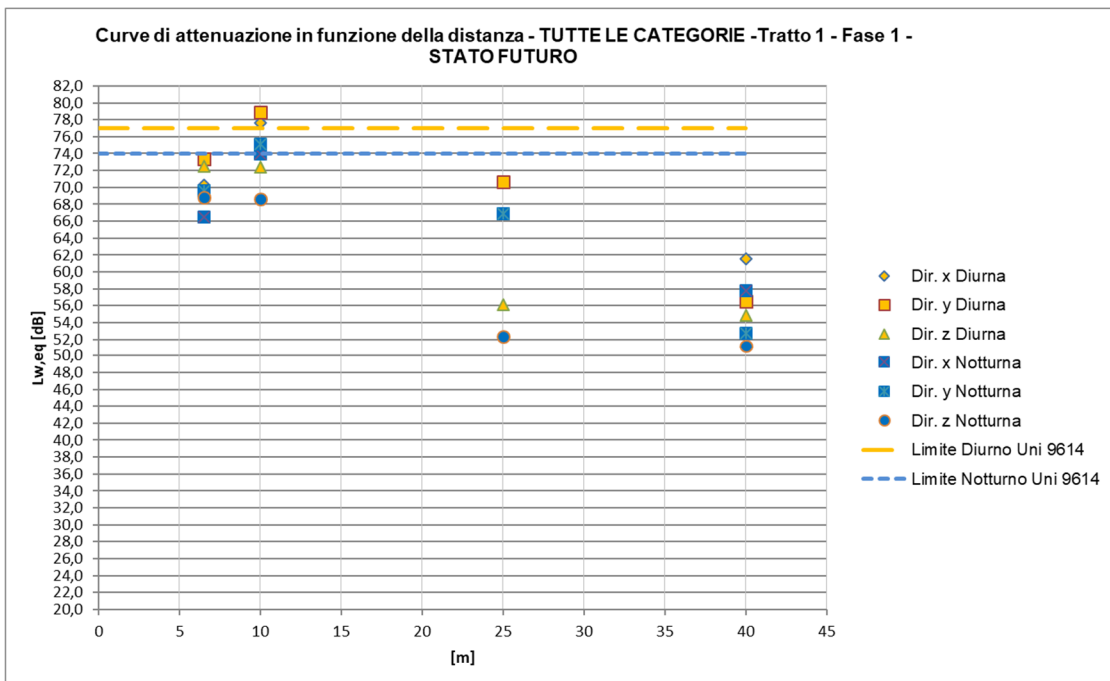 Curve di attenuazione in funzione della distanza - TUTTE LE CATEGORIE -Tratto 1 - Fase 1 -
STATO FUTURO
82,0
80,0
78,0
76,0
74,0
72,0
70,0
68,0
66,0
64,0
62,0
60,0
58,0
56,0
54,0
52,0
50,0
48,0
46,0
44,0
42,0
40,0
38,0
36,0
34,0
32,0
30,0
28,0
26,0
24,0
22,0
20,0
Lw,eq [dB]
0 5 10 15 20 25 30 35 40 45
[m]
Dir. x Diurna
Dir. y Diurna
Dir. z Diurna
Dir. x Notturna
Dir. y Notturna
Dir. z Notturna
Limite Diurno Uni 9614
Limite Notturno Uni 9614